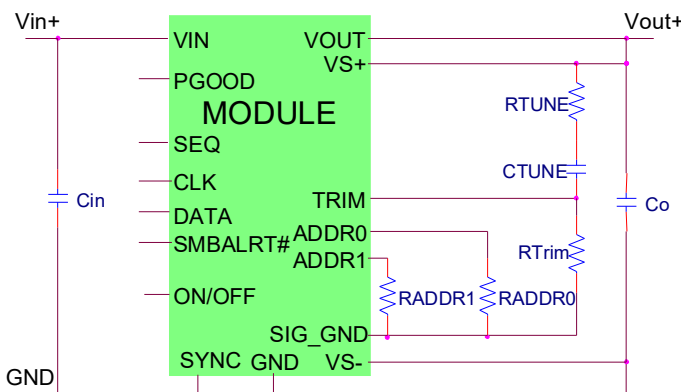 Vin+
Vout+
VIN
VOUT
VS+
PGOOD
RTUNE
MODULE
SEQ
CTUNE
CLK
TRIM
Cin
Co
DATA
ADDR0
SMBALRT#
RTrim
ADDR1
ON/OFF
RADDR1
RADDR0
SIG_GND
SYNC
GND
VS-
GND